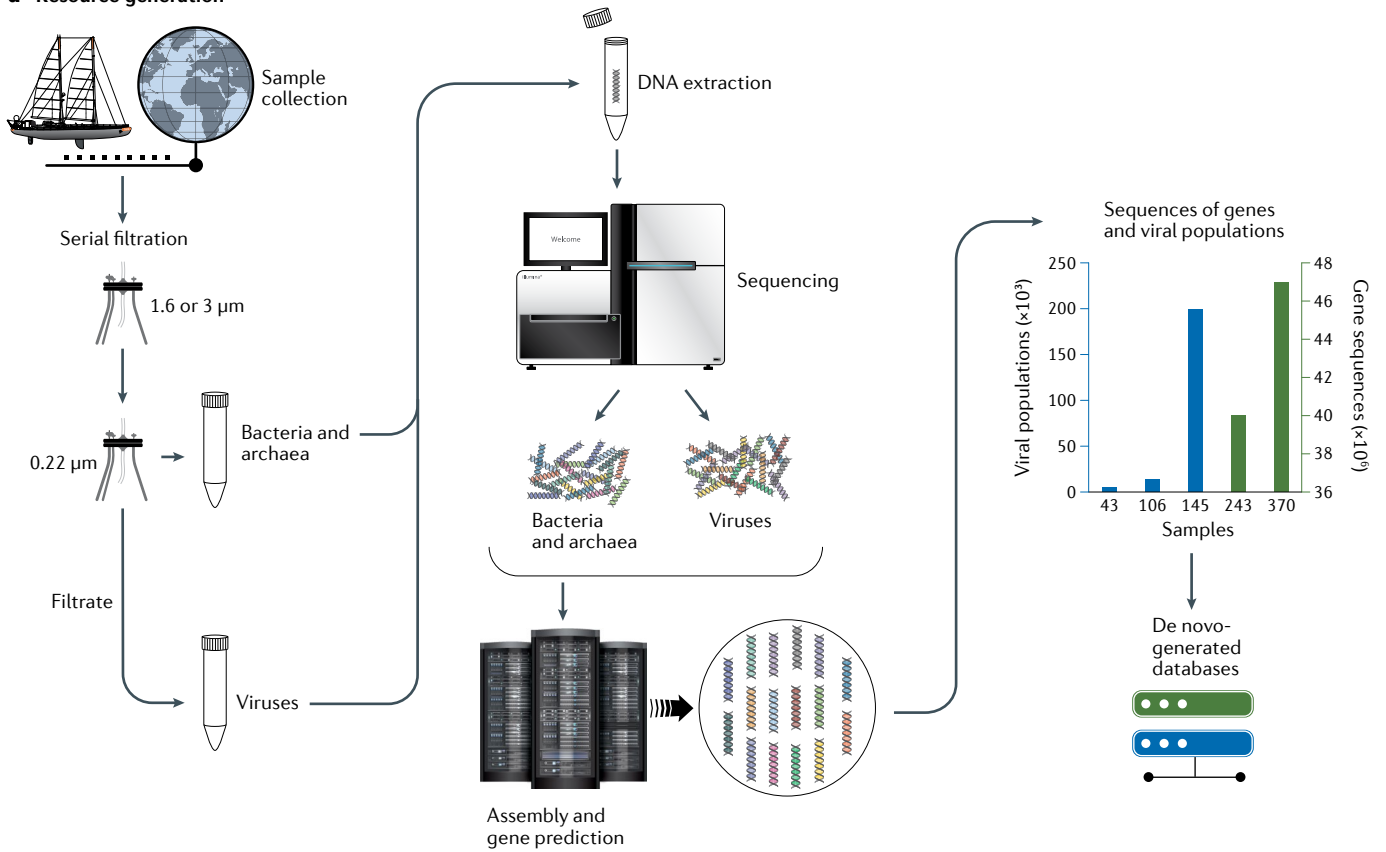 a Resource generation
Sample
collection
Serial filtration
1.6 or 3 µm
0.22 µm
Bacteria and
archaea
Filtrate
Viruses
DNA extraction
Welcome
illumina
Sequencing
Bacteria
and archaea
Viruses
Assembly and
gene prediction
Sequences of genes
and viral populations
Viral populations (×10³)
250
200
150
100
50
0
Gene sequences (×10⁶)
48
46
44
42
40
38
36
43 106 145 243 370
Samples
De novo-
generated
databases